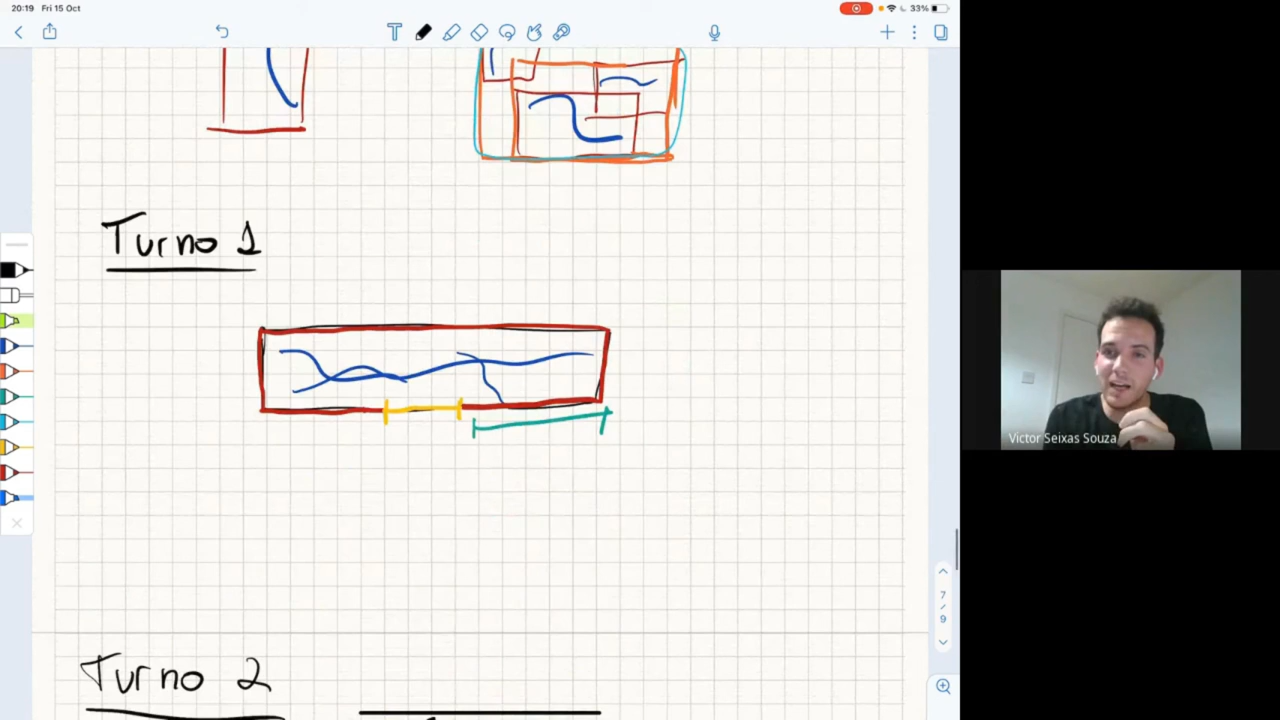 20:19 Fri 15 Oct
33%
Turno 1
Victor Seixas Souza
7
/
9
Turno 2